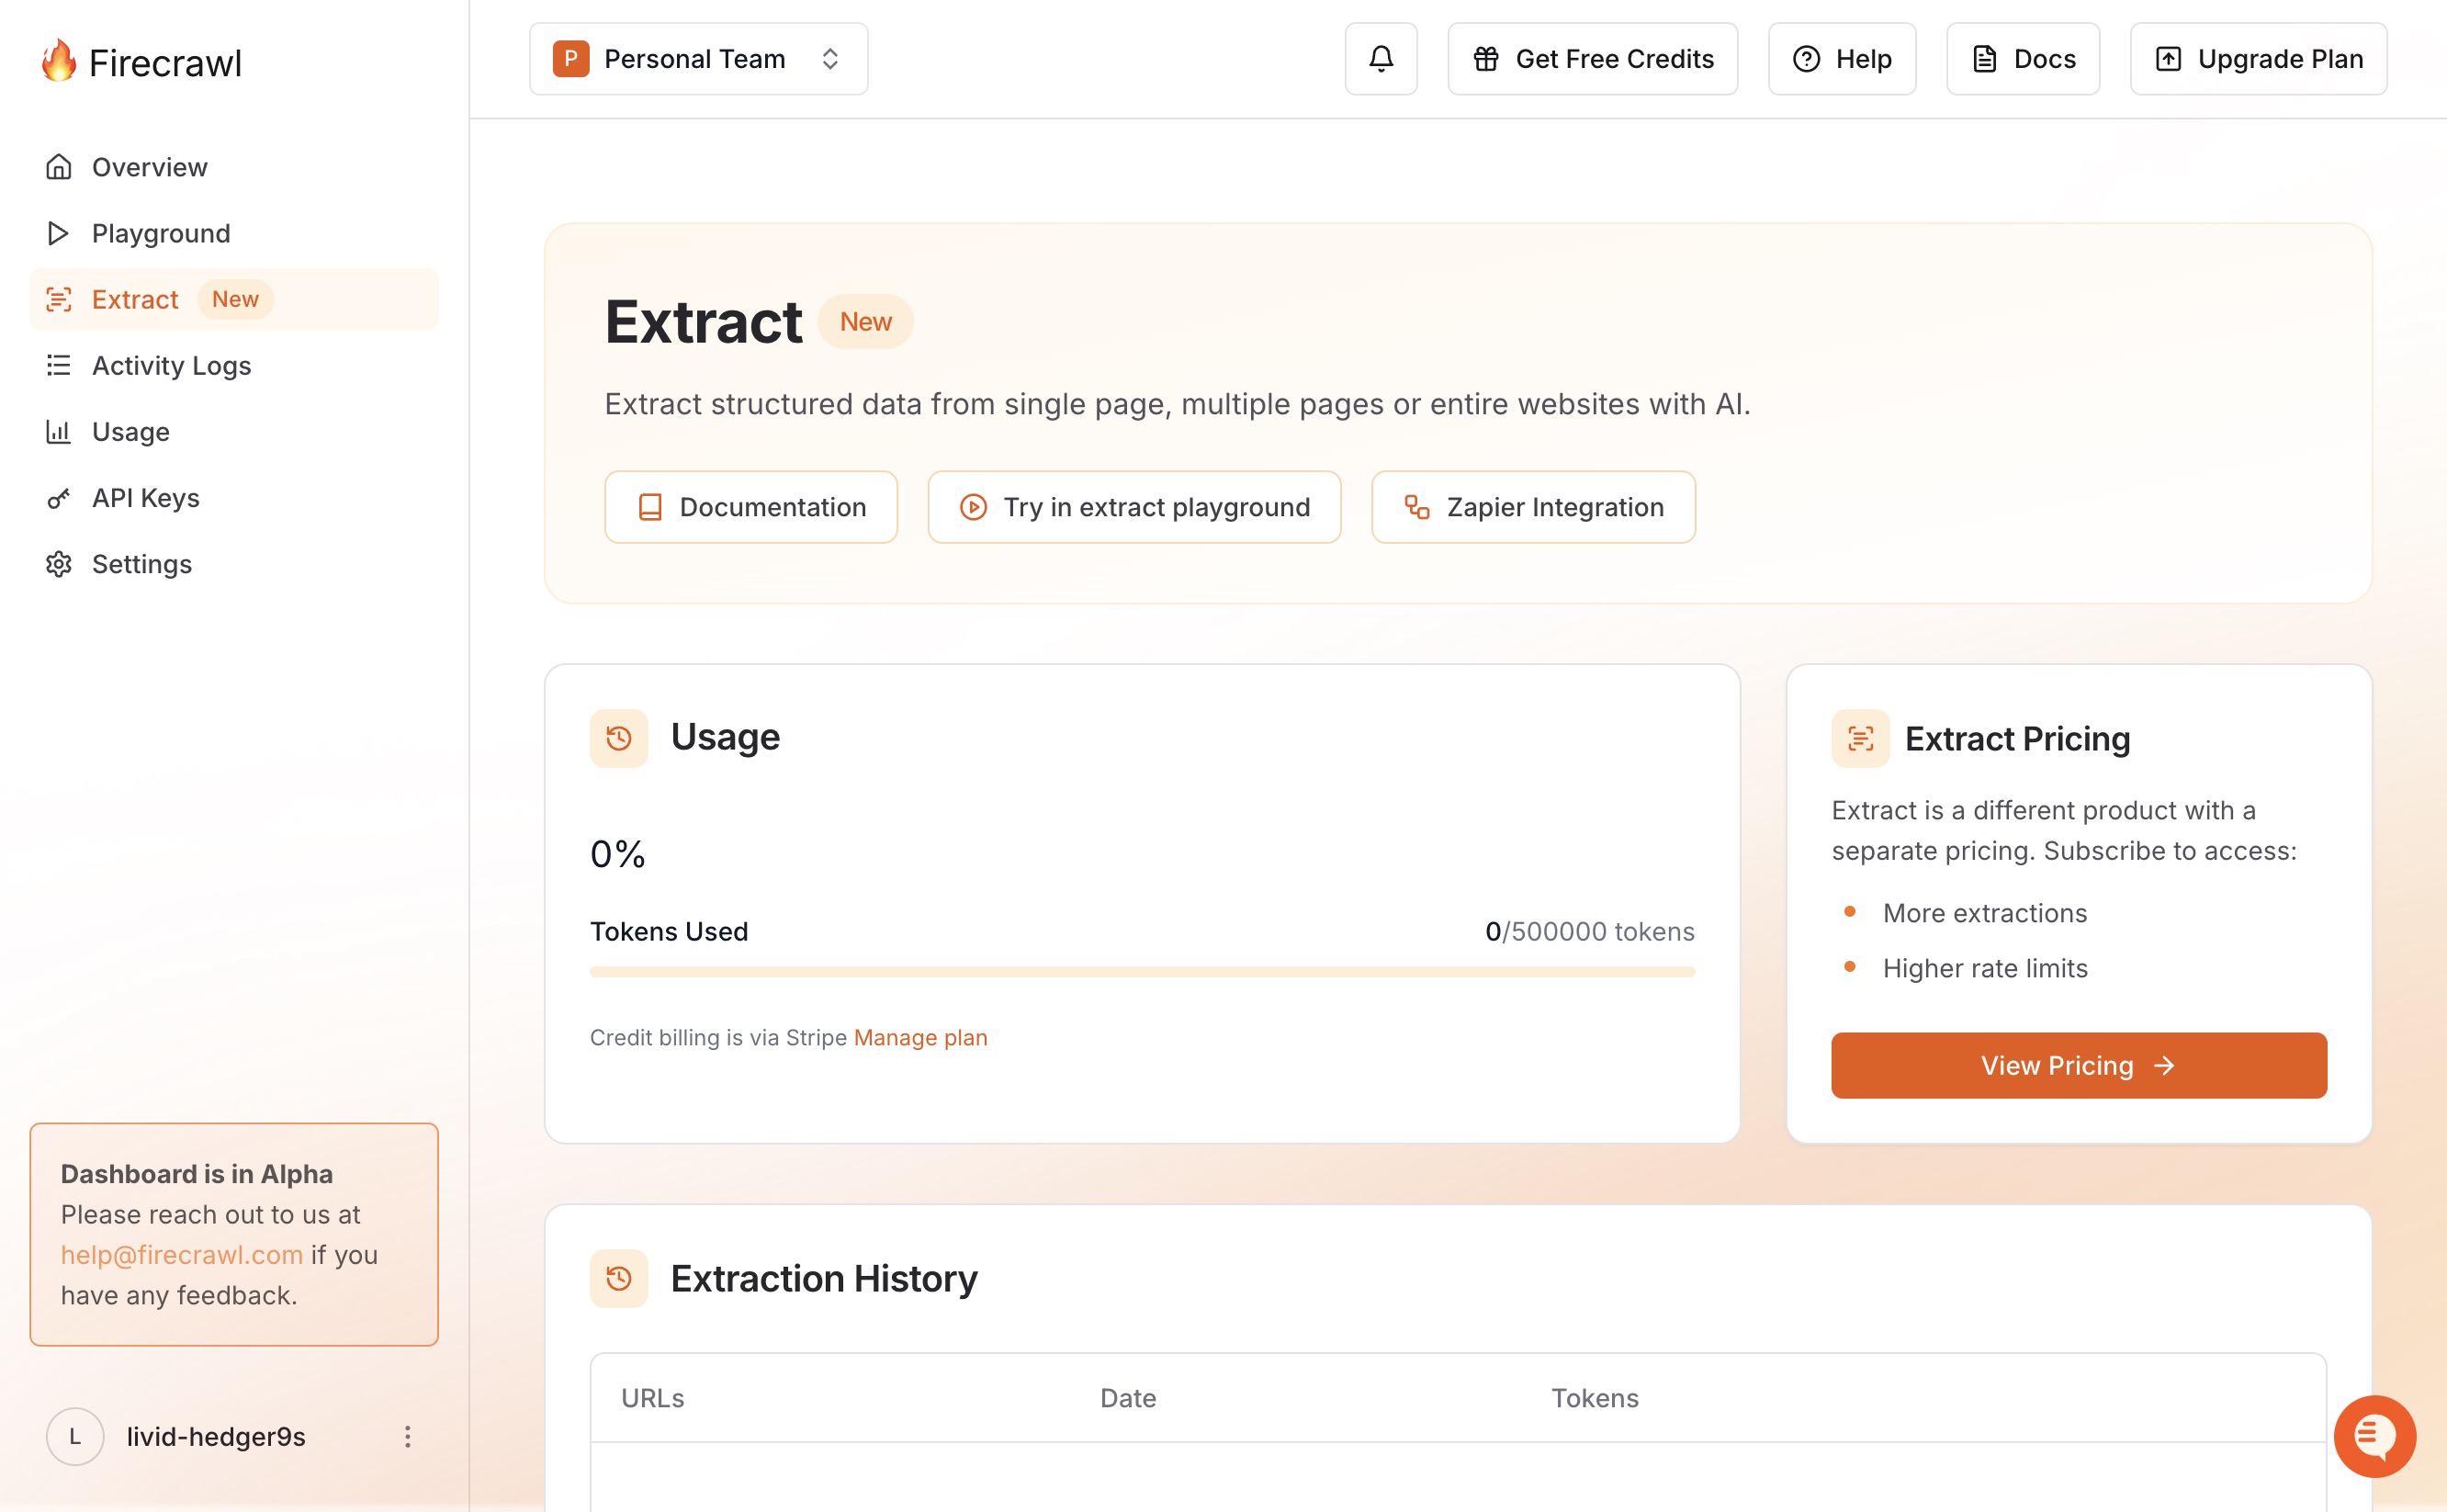 Firecrawl
Overview
Playground
Extract New
Activity Logs
Usage
API Keys
Settings
Dashboard is in Alpha
Please reach out to us at
help@firecrawl.com if you
have any feedback.
L livid-hedger9s
P Personal Team
Get Free Credits
Help
Docs
Upgrade Plan
Extract New
Extract structured data from single page, multiple pages or entire websites with AI.
Documentation
Try in extract playground
Zapier Integration
Usage
0%
Tokens Used 0/500000 tokens
Credit billing is via Stripe Manage plan
Extract Pricing
Extract is a different product with a
separate pricing. Subscribe to access:
More extractions
Higher rate limits
View Pricing
Extraction History
URLs Date Tokens